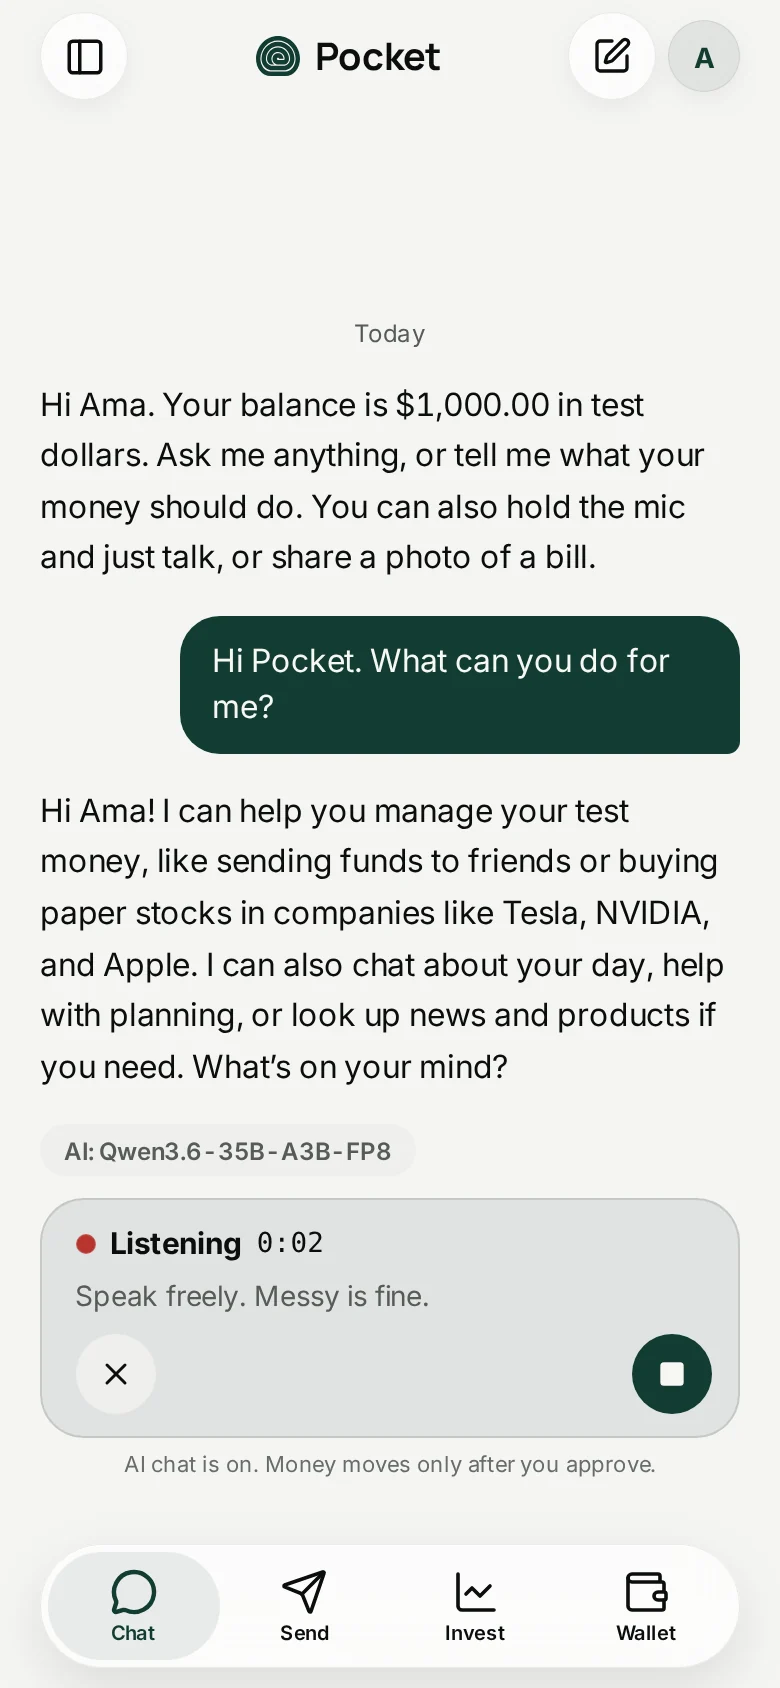 Pocket
A
Today
Hi Ama. Your balance is $1,000.00 in test
dollars. Ask me anything, or tell me what your
money should do. You can also hold the mic
and just talk, or share a photo of a bill.
Hi Pocket. What can you do for
me?
Hi Ama! I can help you manage your test
money, like sending funds to friends or buying
paper stocks in companies like Tesla, NVIDIA,
and Apple. I can also chat about your day, help
with planning, or look up news and products if
you need. What’s on your mind?
AI: Qwen3.6-35B-A3B-FP8
Listening 0:02
Speak freely. Messy is fine.
AI chat is on. Money moves only after you approve.
Chat
Send
Invest
Wallet